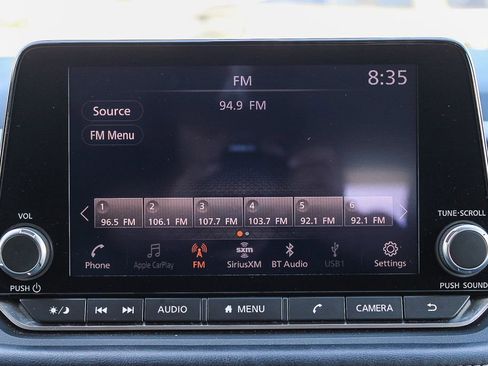 FM 8:35
Source 94.9 FM
FM Menu
1 2 3 4 5 6
96.5 FM 106.1 FM 107.7 FM 103.7 FM 92.1 FM 92.1 FM
VOL TUNE•SCROLL
sxm
Phone Apple CarPlay FM SiriusXM BT Audio USB1 Settings
PUSH PUSH SOUND
AUDIO MENU CAMERA